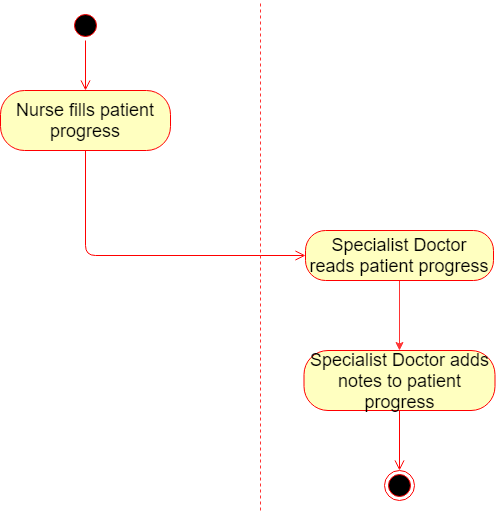 Nurse fills patient
progress
Specialist Doctor
reads patient progress
Specialist Doctor adds
notes to patient
progress